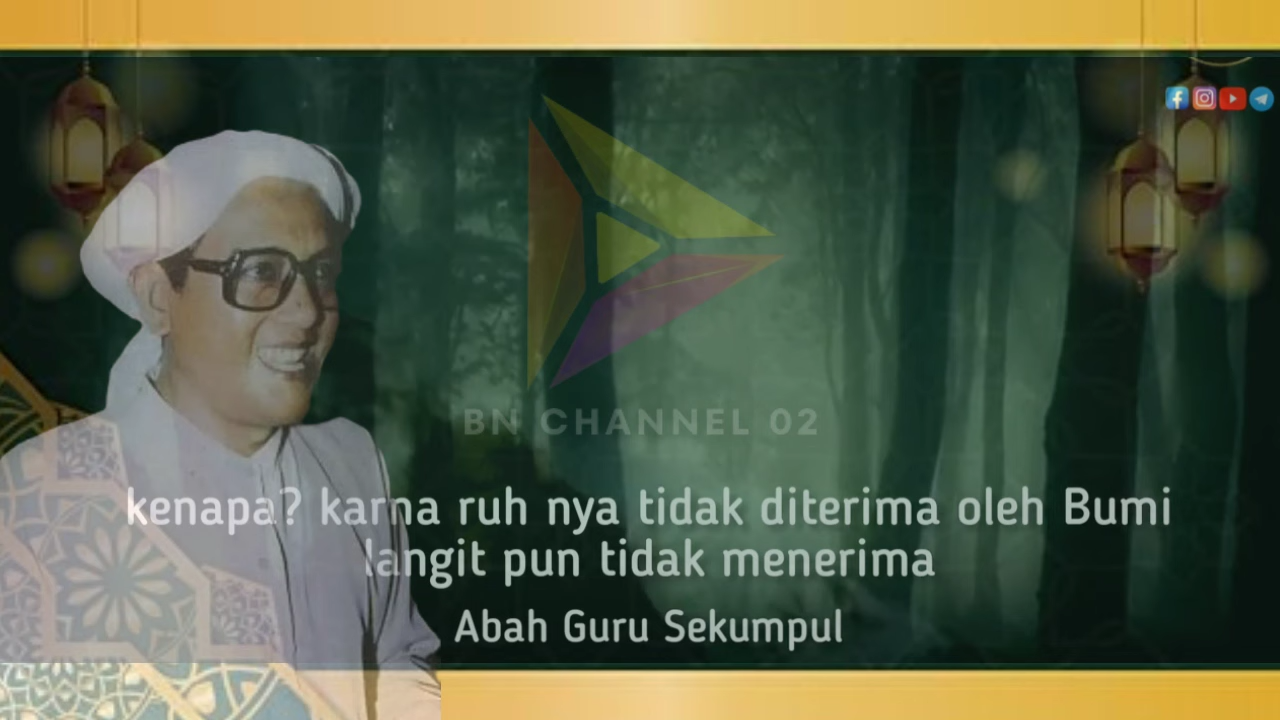 BN CHANNEL 02
kenapa? karna ruh nya tidak diterima oleh Bumi
langit pun tidak menerima
Abah Guru Sekumpul